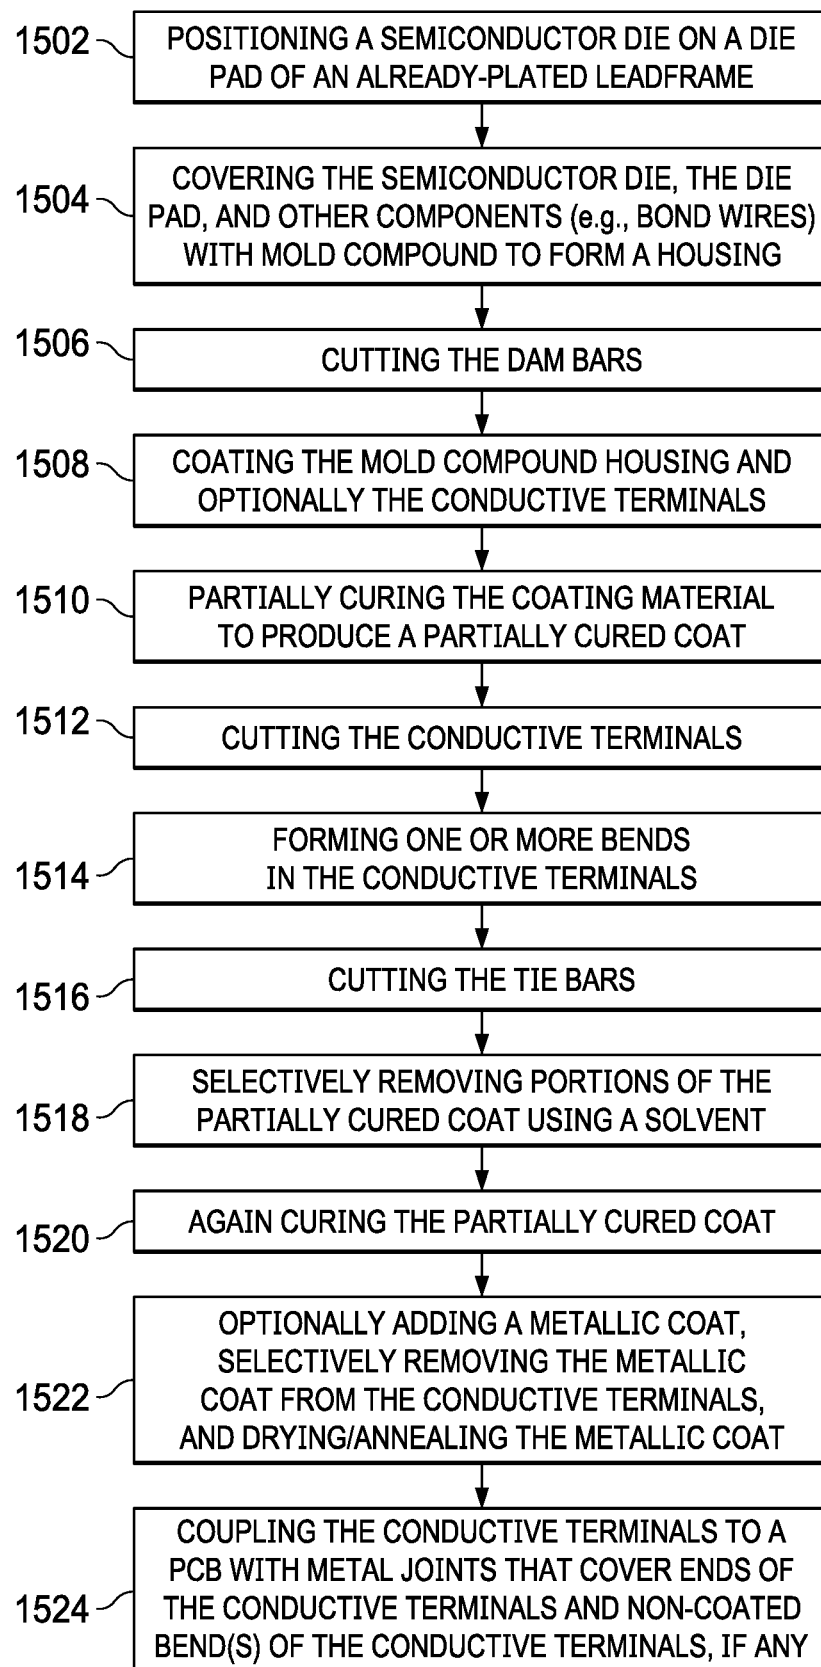 1502
POSITIONING A SEMICONDUCTOR DIE ON A DIE
PAD OF AN ALREADY-PLATED LEADFRAME
1504
COVERING THE SEMICONDUCTOR DIE, THE DIE
PAD, AND OTHER COMPONENTS (e.g., BOND WIRES)
WITH MOLD COMPOUND TO FORM A HOUSING
1506
CUTTING THE DAM BARS
1508
COATING THE MOLD COMPOUND HOUSING AND
OPTIONALLY THE CONDUCTIVE TERMINALS
1510
PARTIALLY CURING THE COATING MATERIAL
TO PRODUCE A PARTIALLY CURED COAT
1512
CUTTING THE CONDUCTIVE TERMINALS
1514
FORMING ONE OR MORE BENDS
IN THE CONDUCTIVE TERMINALS
1516
CUTTING THE TIE BARS
1518
SELECTIVELY REMOVING PORTIONS OF THE
PARTIALLY CURED COAT USING A SOLVENT
1520
AGAIN CURING THE PARTIALLY CURED COAT
1522
OPTIONALLY ADDING A METALLIC COAT,
SELECTIVELY REMOVING THE METALLIC
COAT FROM THE CONDUCTIVE TERMINALS,
AND DRYING/ANNEALING THE METALLIC COAT
1524
COUPLING THE CONDUCTIVE TERMINALS TO A
PCB WITH METAL JOINTS THAT COVER ENDS OF
THE CONDUCTIVE TERMINALS AND NON-COATED
BEND(S) OF THE CONDUCTIVE TERMINALS, IF ANY